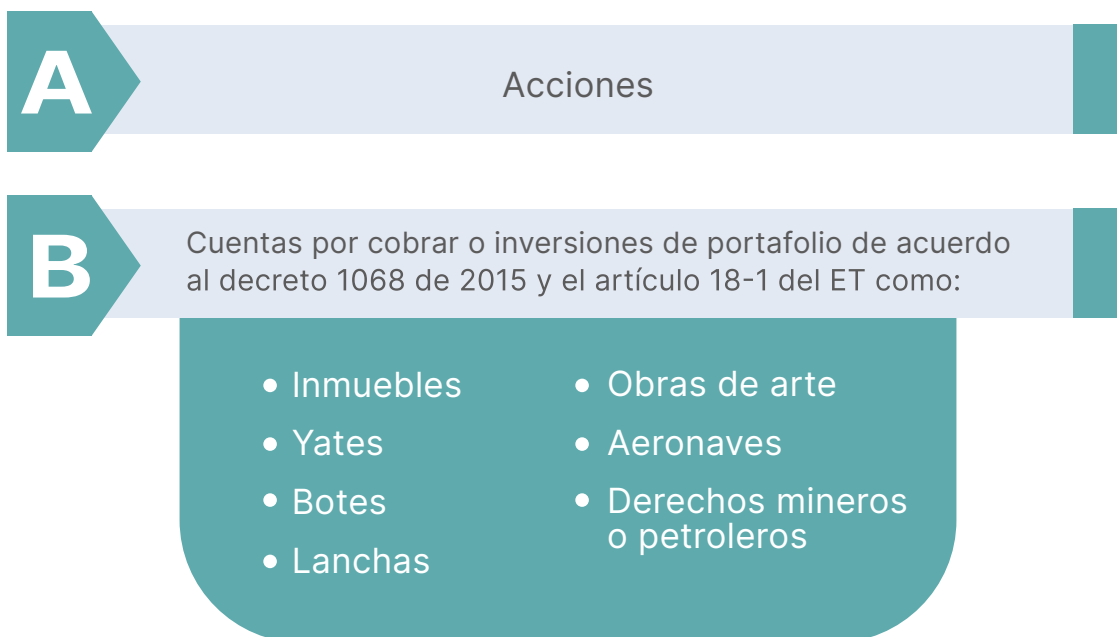 A
Acciones
B
Cuentas por cobrar o inversiones de portafolio de acuerdo
al decreto 1068 de 2015 y el artículo 18-1 del ET como:
• Inmuebles
• Yates
• Botes
• Lanchas
• Obras de arte
• Aeronaves
• Derechos mineros
o petroleros